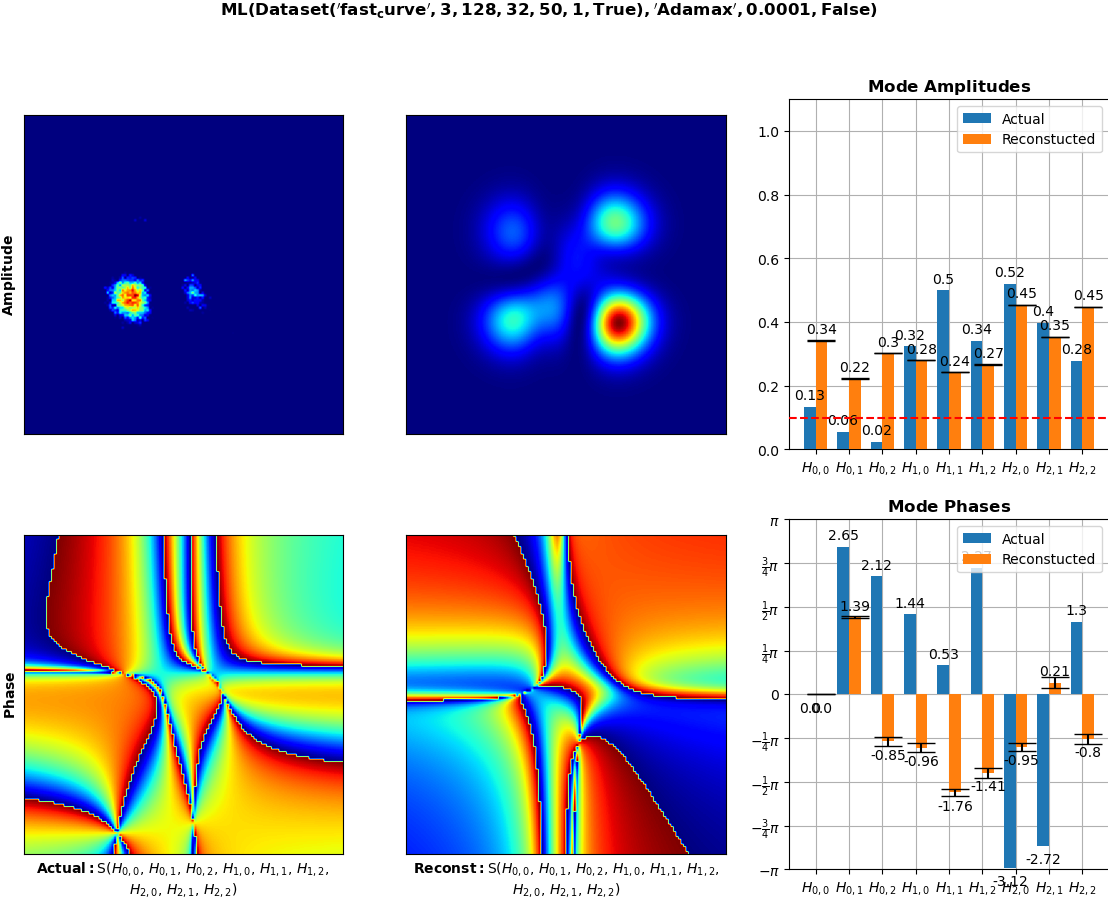 ML(Dataset(′fast_curve′, 3, 128, 32, 50, 1, True), ′Adamax′, 0.0001, False)
Mode Amplitudes
Amplitude
Actual
Reconstucted
1.0
0.8
0.6
0.4
0.2
0.0
0.13 0.34 0.06 0.22 0.02 0.3 0.32 0.28 0.5 0.24 0.34 0.27 0.52 0.45 0.4 0.35 0.28 0.45
H0,0 H0,1 H0,2 H1,0 H1,1 H1,2 H2,0 H2,1 H2,2
Mode Phases
Phase
Actual
Reconstucted
π
3/4π
1/2π
1/4π
0
−1/4π
−1/2π
−3/4π
−π
0.0 0.0 2.65 1.39 2.12 -0.85 1.44 -0.96 0.53 -1.76 -1.41 -3.12 -0.95 -2.72 0.21 1.3 -0.8
H0,0 H0,1 H0,2 H1,0 H1,1 H1,2 H2,0 H2,1 H2,2
Actual: S(H0,0, H0,1, H0,2, H1,0, H1,1, H1,2,
H2,0, H2,1, H2,2)
Reconst: S(H0,0, H0,1, H0,2, H1,0, H1,1, H1,2,
H2,0, H2,1, H2,2)